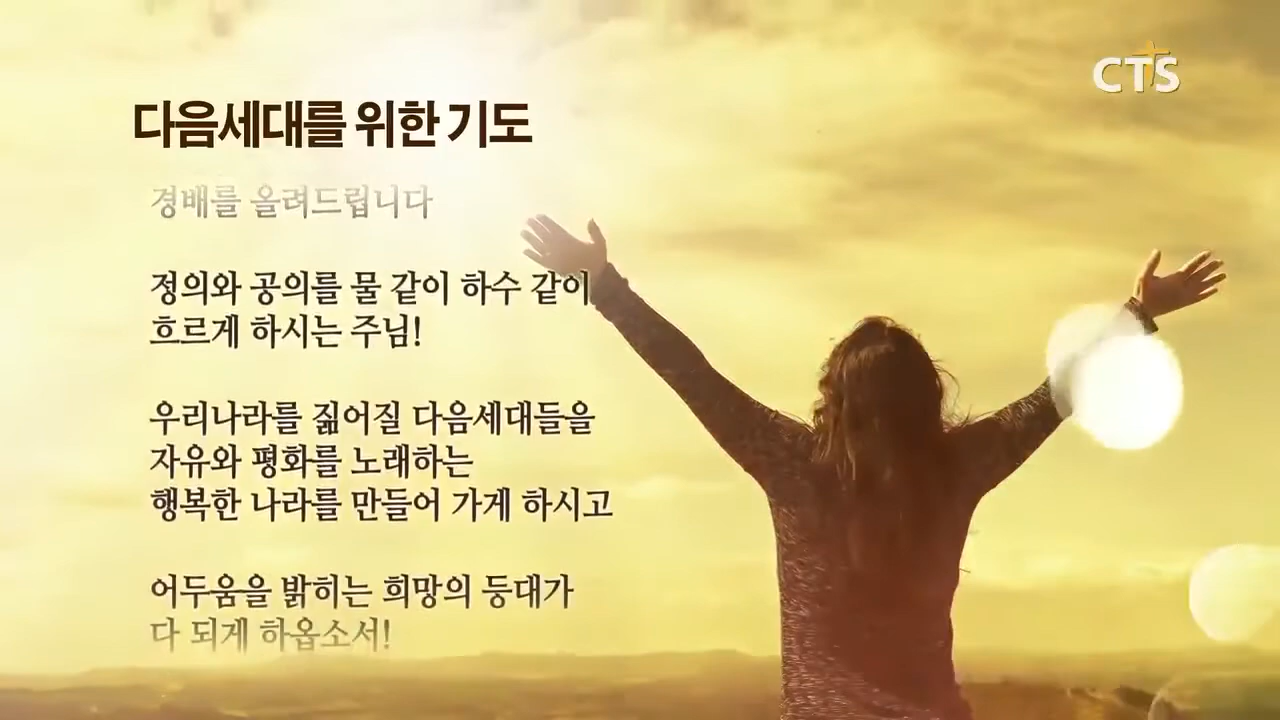 CTS
다음세대를 위한 기도
경배를 올려드립니다
정의와 공의를 물 같이 하수 같이
흐르게 하시는 주님!
우리나라를 짊어질 다음세대들을
자유와 평화를 노래하는
행복한 나라를 만들어 가게 하시고
어두움을 밝히는 희망의 등대가
다 되게 하옵소서!